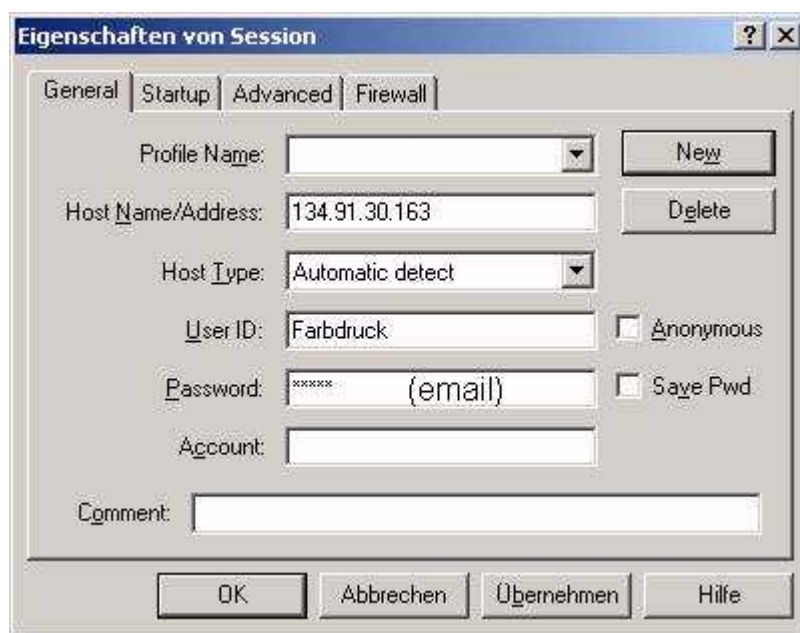 Eigenschaften von Session
General Startup Advanced Firewall
Profile Name: New
Host Name/Address: 134.91.30.163 Delete
Host Type: Automatic detect
User ID: Farbdruck Anonymous
Password: ***** (email) Save Pwd
Account:
Comment:
OK Abbrechen Übernehmen Hilfe